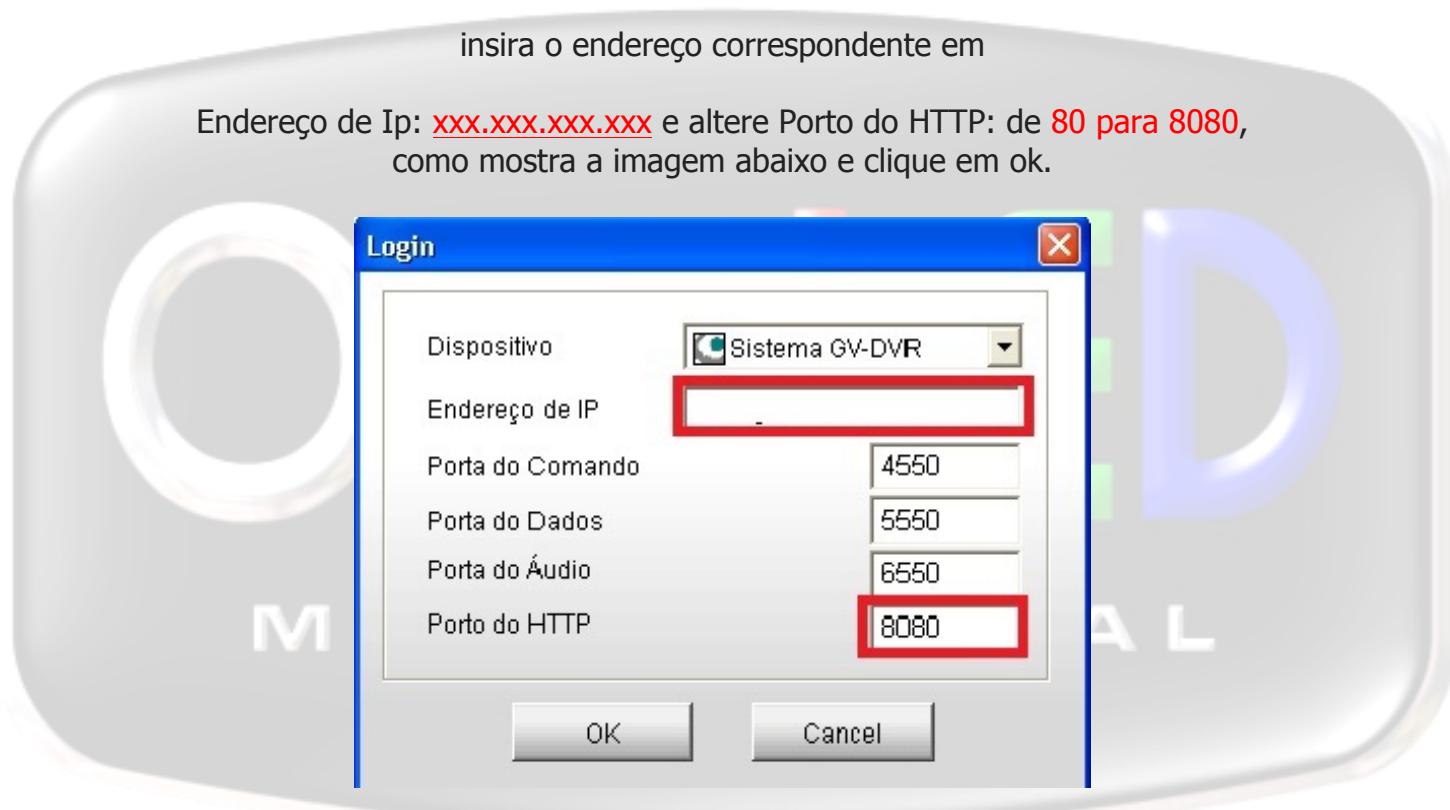 insira o endereço correspondente em
Endereço de Ip: xxx.xxx.xxx.xxx e altere Porto do HTTP: de 80 para 8080,
como mostra a imagem abaixo e clique em ok.
Login
Dispositivo Sistema GV-DVR
Endereço de IP
Porta do Comando 4550
Porta do Dados 5550
Porta do Áudio 6550
Porto do HTTP 8080
OK Cancel